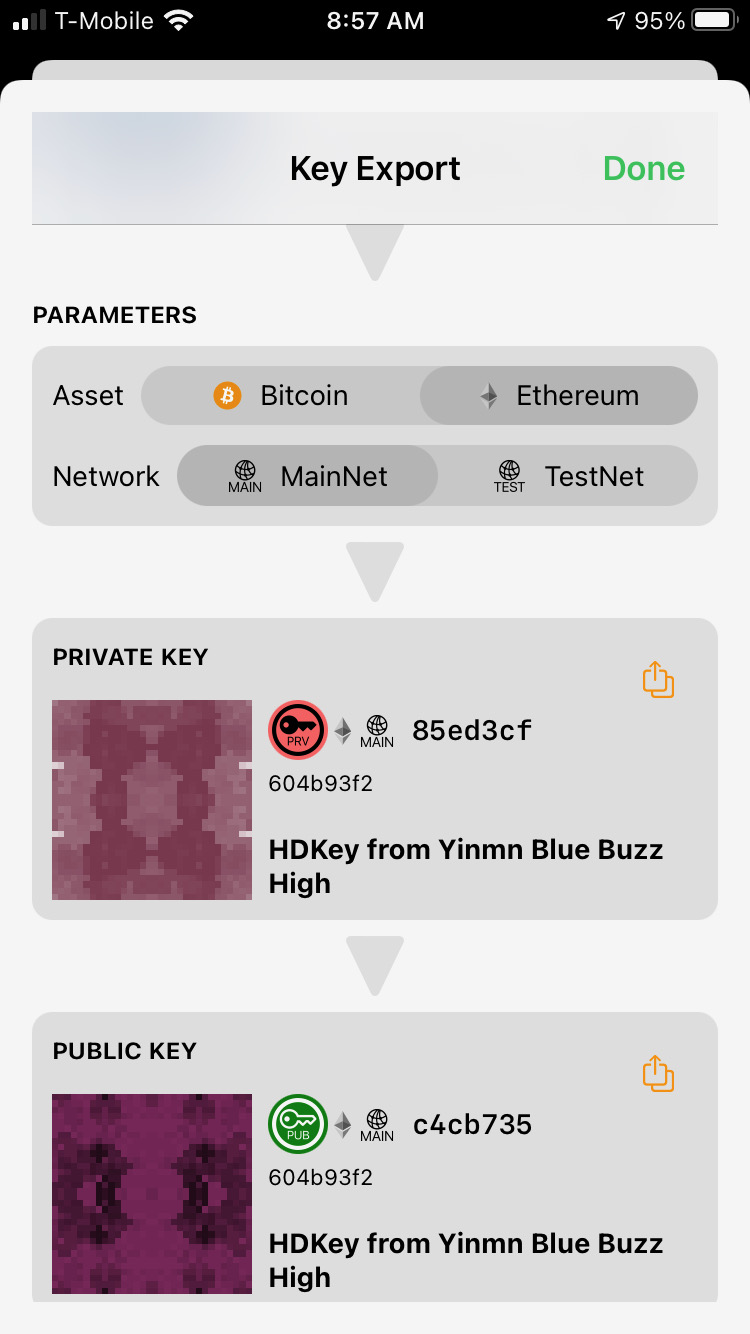 T-Mobile 8:57 AM 95%
Key Export Done
PARAMETERS
Asset Bitcoin Ethereum
Network MAIN MainNet TEST TestNet
PRIVATE KEY
PRV MAIN 85ed3cf
604b93f2
HDKey from Yinmn Blue Buzz
High
PUBLIC KEY
PUB MAIN c4cb735
604b93f2
HDKey from Yinmn Blue Buzz
High